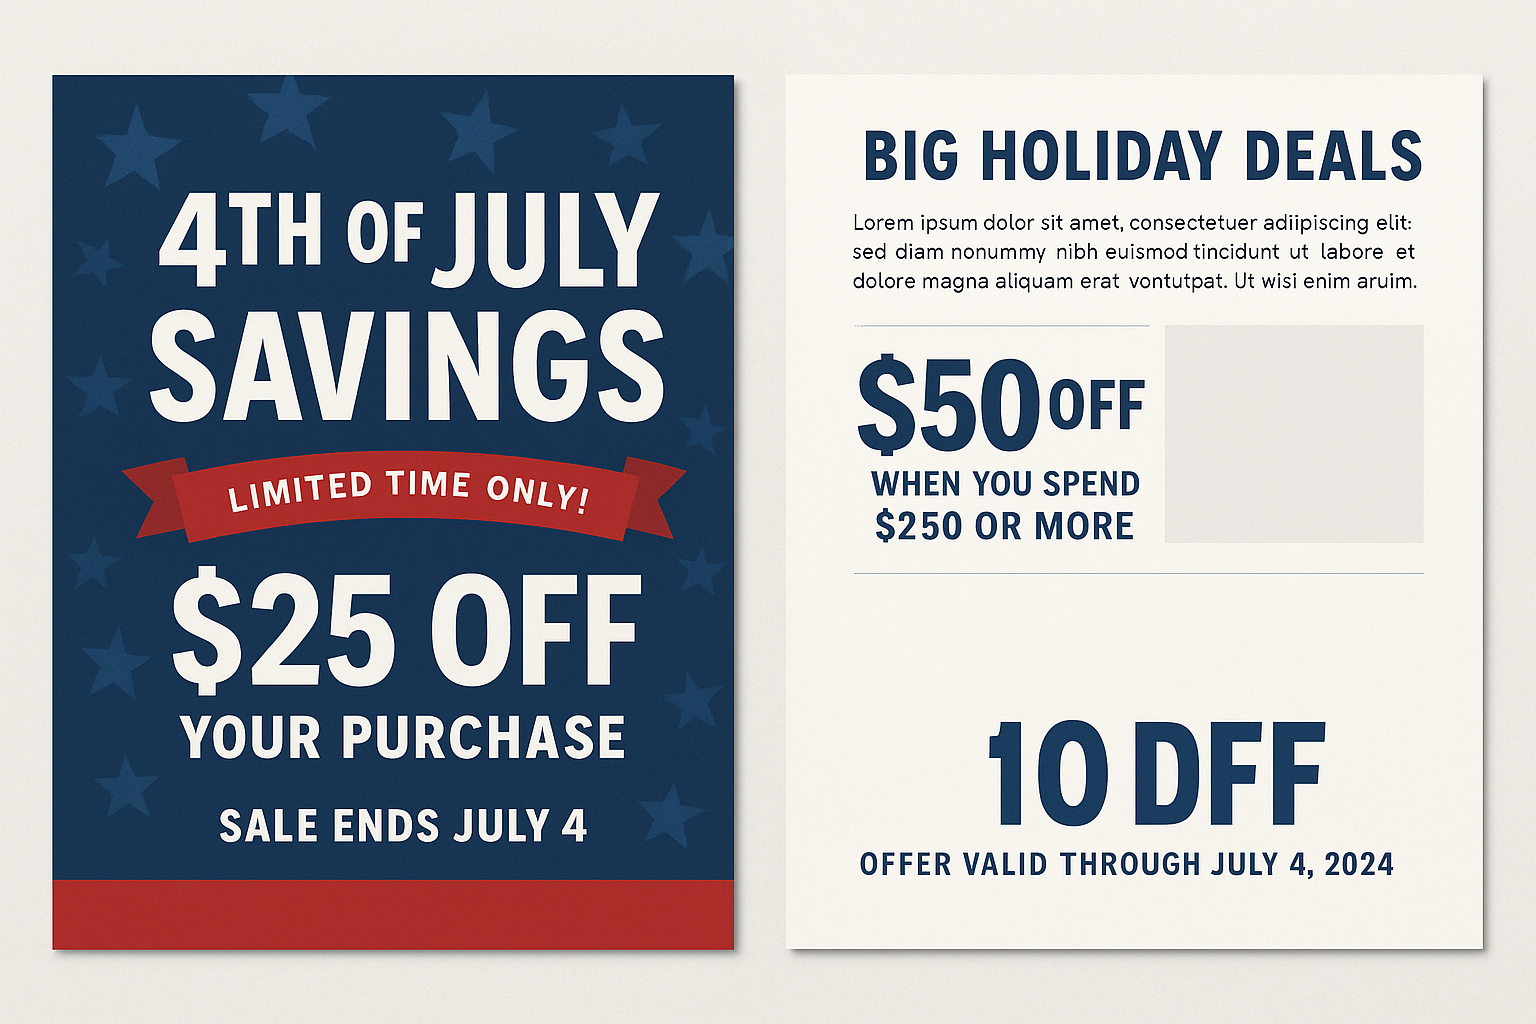 4TH OF JULY
SAVINGS
LIMITED TIME ONLY!
$25 OFF
YOUR PURCHASE
SALE ENDS JULY 4
BIG HOLIDAY DEALS
Lorem ipsum dolor sit amet, consectetuer adiipiscing elit:
sed diam nonummy nibh euismod tincidunt ut labore et
dolore magna aliquam erat vontutpat. Ut wisi enim aruim.
$50 OFF
WHEN YOU SPEND
$250 OR MORE
10 DFF
OFFER VALID THROUGH JULY 4, 2024